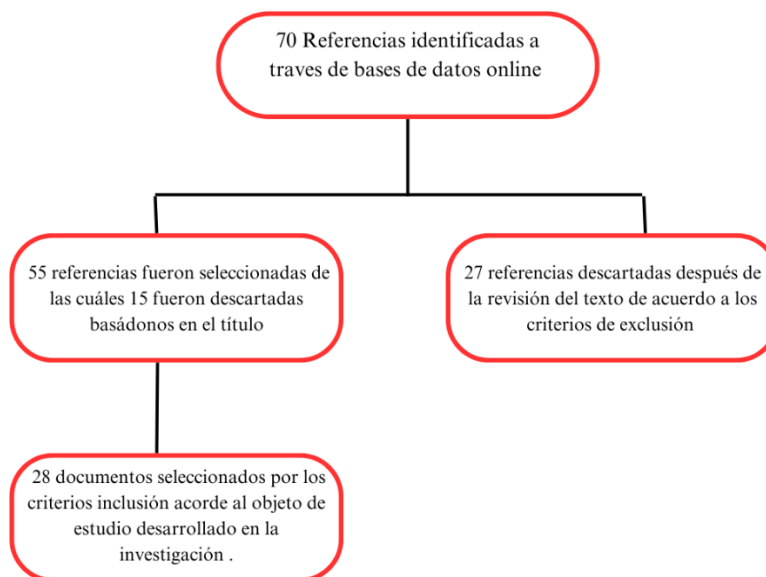 70 Referencias identificadas a
traves de bases de datos online
55 referencias fueron seleccionadas de
las cuáles 15 fueron descartadas
basádonos en el título
27 referencias descartadas después de
la revisión del texto de acuerdo a los
criterios de exclusión
28 documentos seleccionados por los
criterios inclusión acorde al objeto de
estudio desarrollado en la
investigación .